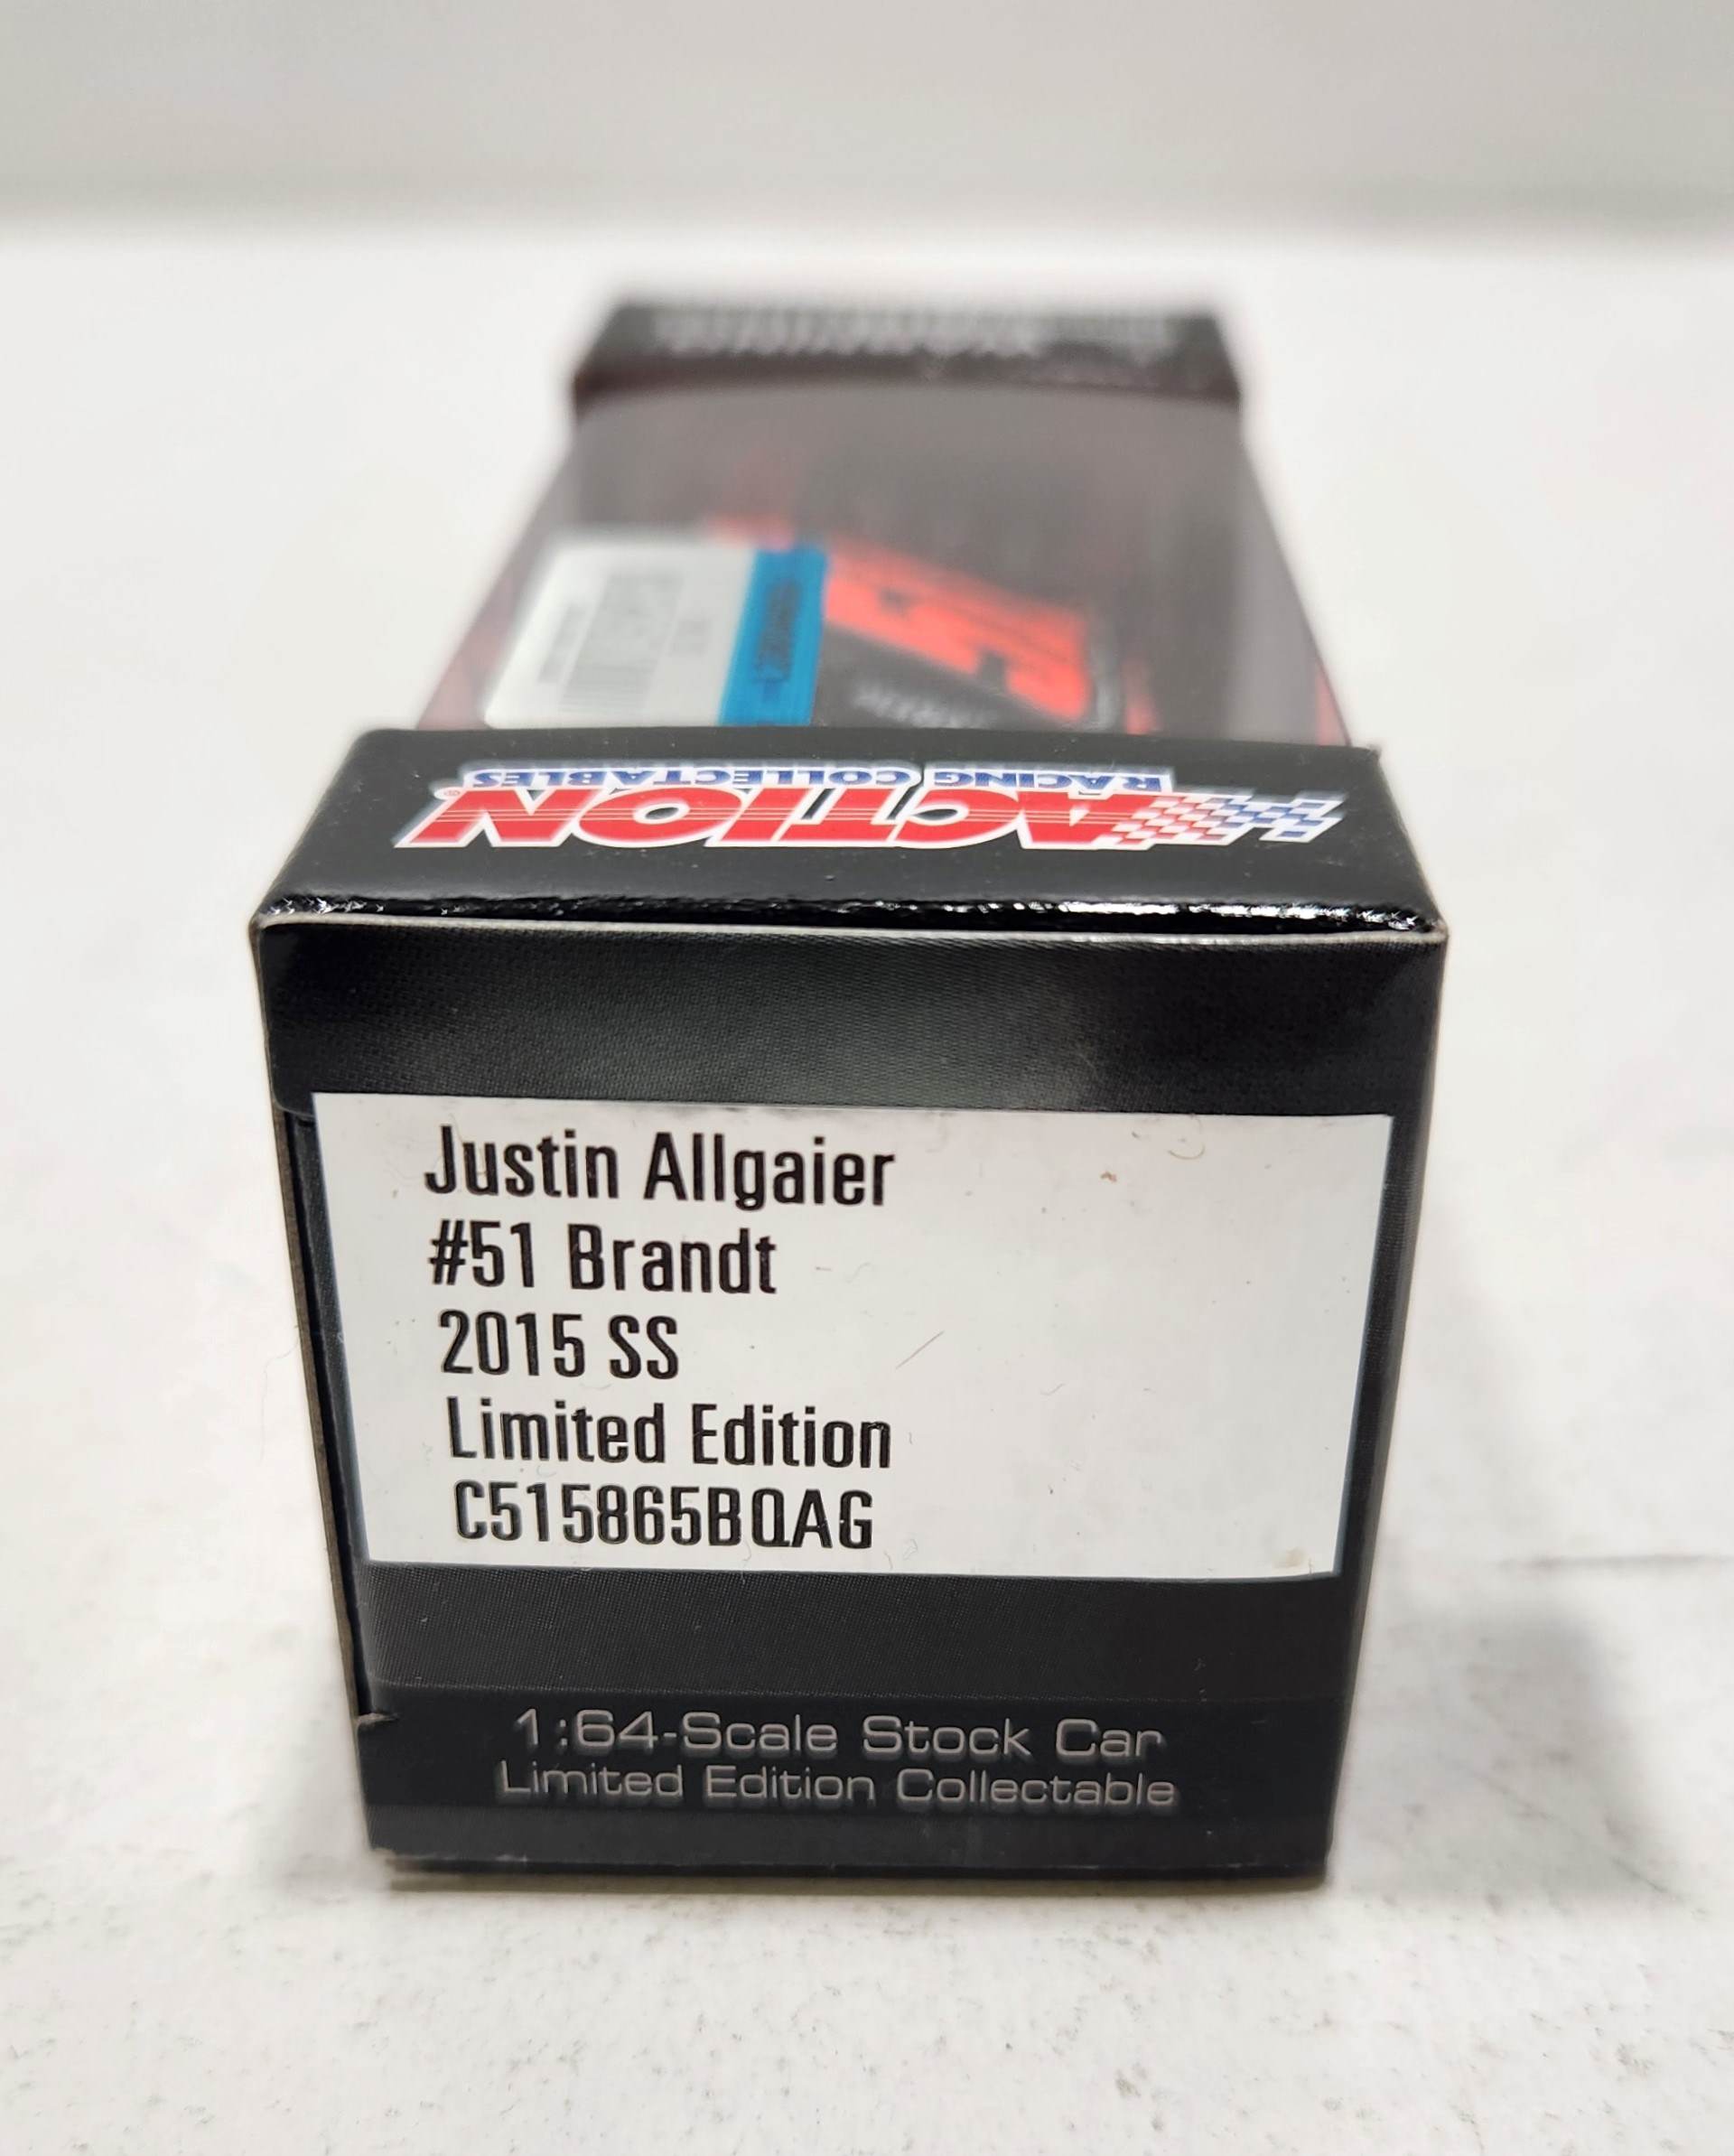 ACTION
RACING COLLECTABLES
Justin Allgaier
#51 Brandt
2015 SS
Limited Edition
C515865BQAG
1:64-Scale Stock Car
Limited Edition Collectable